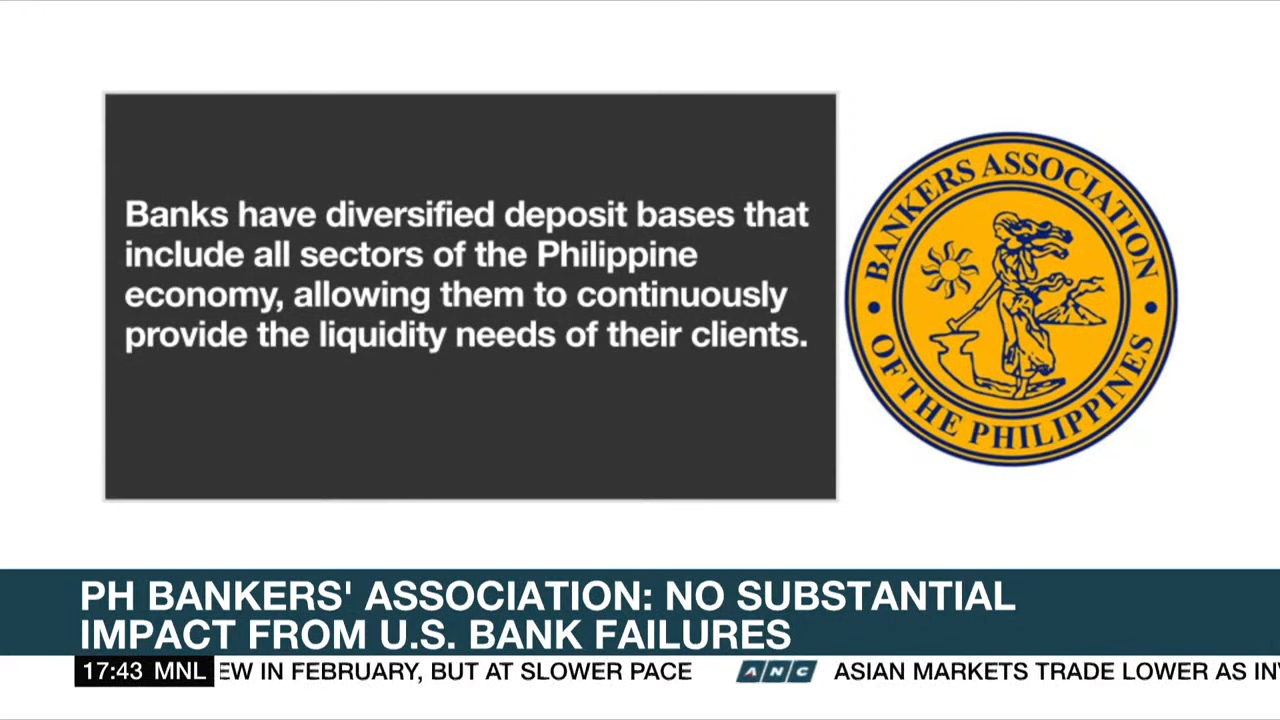 Banks have diversified deposit bases that
include all sectors of the Philippine
economy, allowing them to continuously
provide the liquidity needs of their clients.
BANKERS ASSOCIATION
OF THE PHILIPPINES
PH BANKERS' ASSOCIATION: NO SUBSTANTIAL
IMPACT FROM U.S. BANK FAILURES
17:43 MNL EW IN FEBRUARY, BUT AT SLOWER PACE ANC ASIAN MARKETS TRADE LOWER AS IN